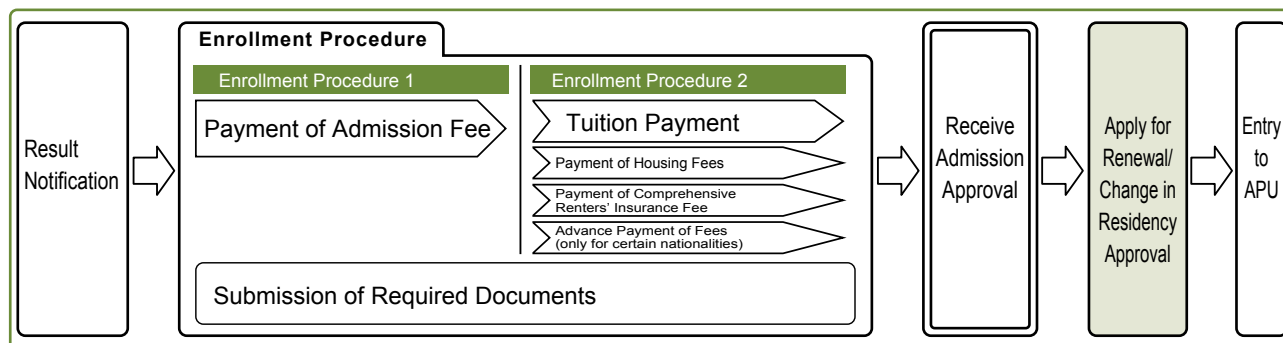 Result
Notification
Enrollment Procedure
Enrollment Procedure 1
Payment of Admission Fee
Enrollment Procedure 2
Tuition Payment
Payment of Housing Fees
Payment of Comprehensive
Renters' Insurance Fee
Advance Payment of Fees
(only for certain nationalities)
Submission of Required Documents
Receive
Admission
Approval
Apply for
Renewal/
Change in
Residency
Approval
Entry
to
APU